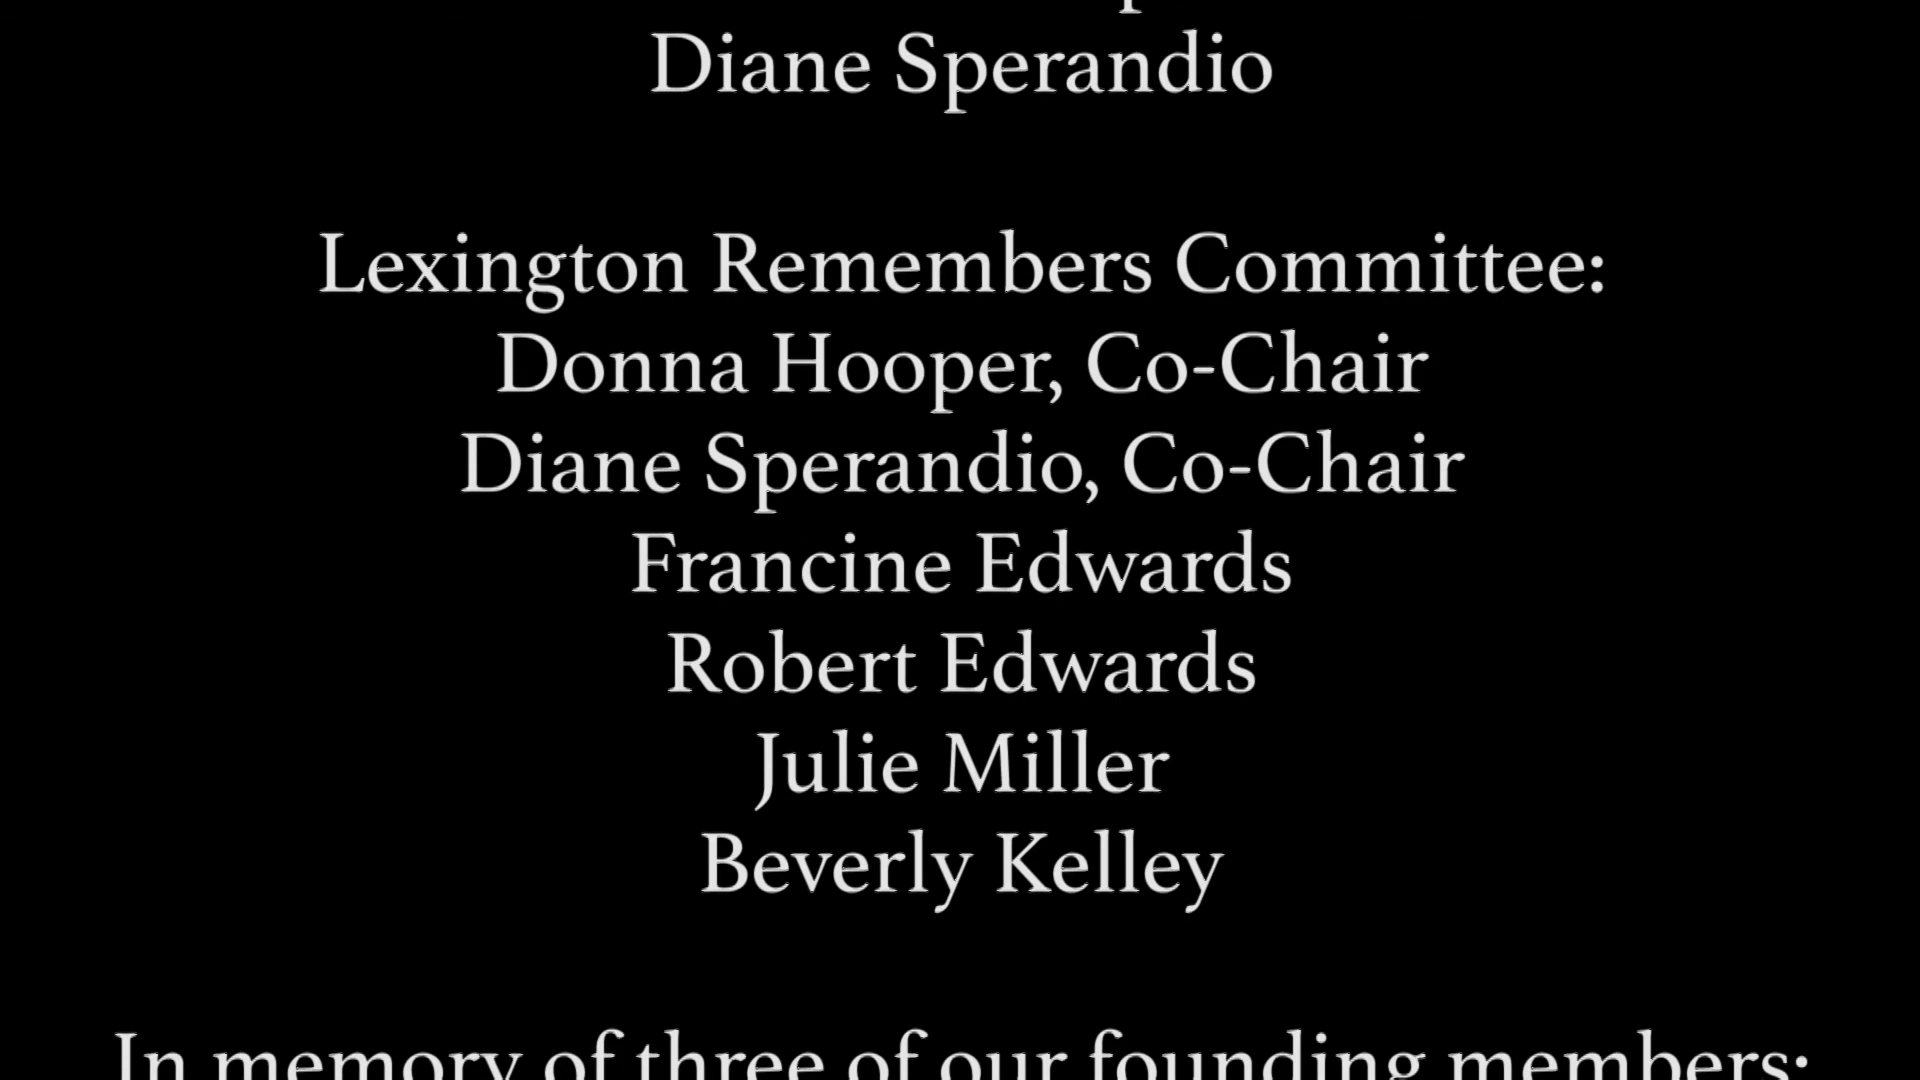 Diane Sperandio
Lexington Remembers Committee:
Donna Hooper, Co-Chair
Diane Sperandio, Co-Chair
Francine Edwards
Robert Edwards
Julie Miller
Beverly Kelley
In memory of three of our founding members: